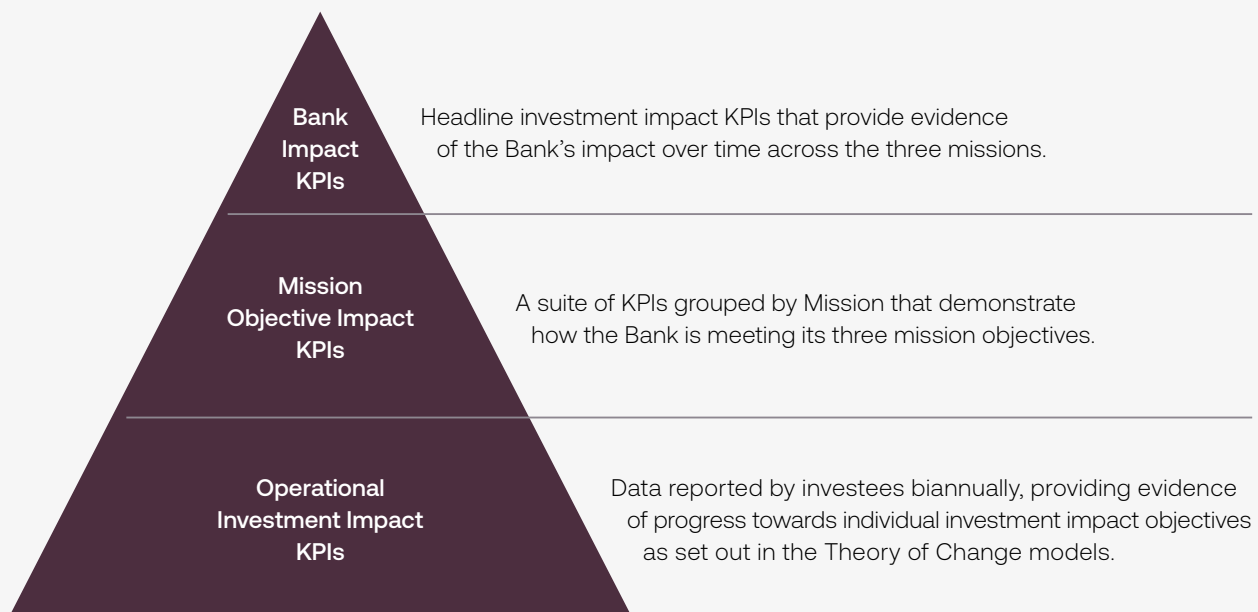 Bank
Impact
KPIs
Headline investment impact KPIs that provide evidence
of the Bank's impact over time across the three missions.
Mission
Objective Impact
KPIs
A suite of KPIs grouped by Mission that demonstrate
how the Bank is meeting its three mission objectives.
Operational
Investment Impact
KPIs
Data reported by investees biannually, providing evidence
of progress towards individual investment impact objectives
as set out in the Theory of Change models.